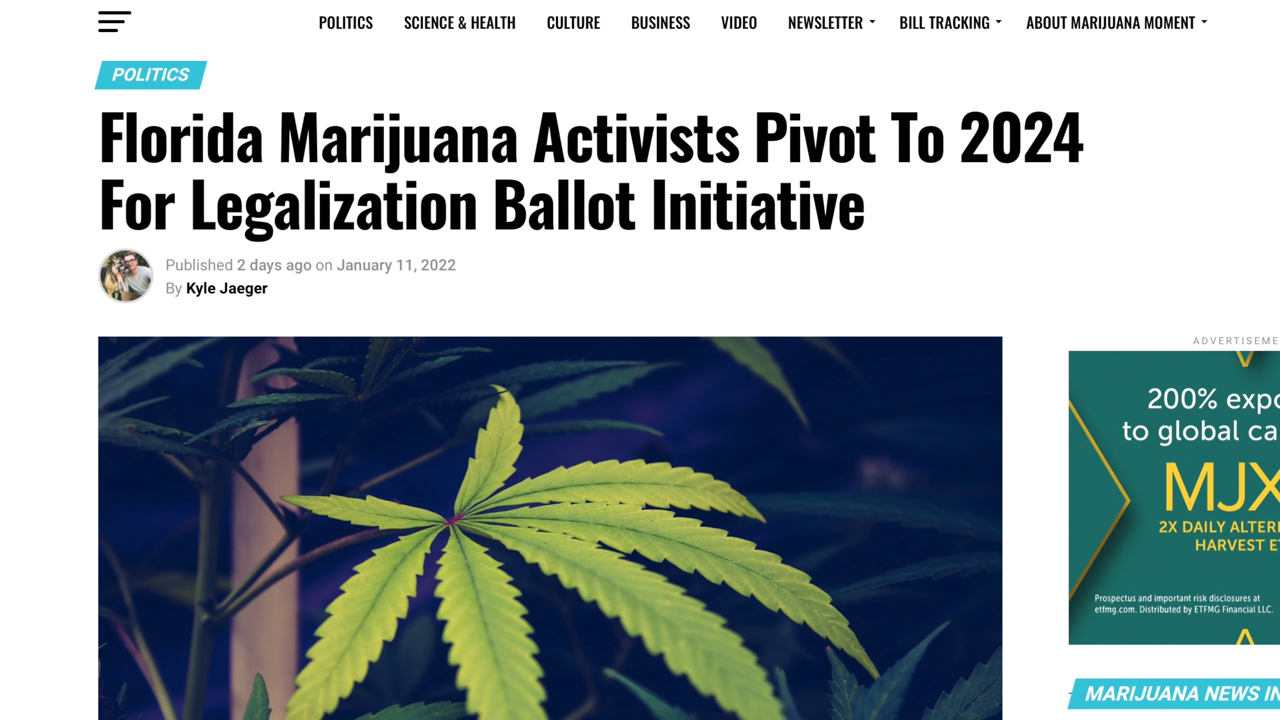 POLITICS SCIENCE & HEALTH CULTURE BUSINESS VIDEO NEWSLETTER BILL TRACKING ABOUT MARIJUANA MOMENT
POLITICS
Florida Marijuana Activists Pivot To 2024
For Legalization Ballot Initiative
Published 2 days ago on January 11, 2022
By Kyle Jaeger
ADVERTISEME
200% expo
to global ca
MJX
2X DAILY ALTER
HARVEST E
Prospectus and important risk disclosures at
etfmg.com. Distributed by ETFMG Financial LLC.
MARIJUANA NEWS IN